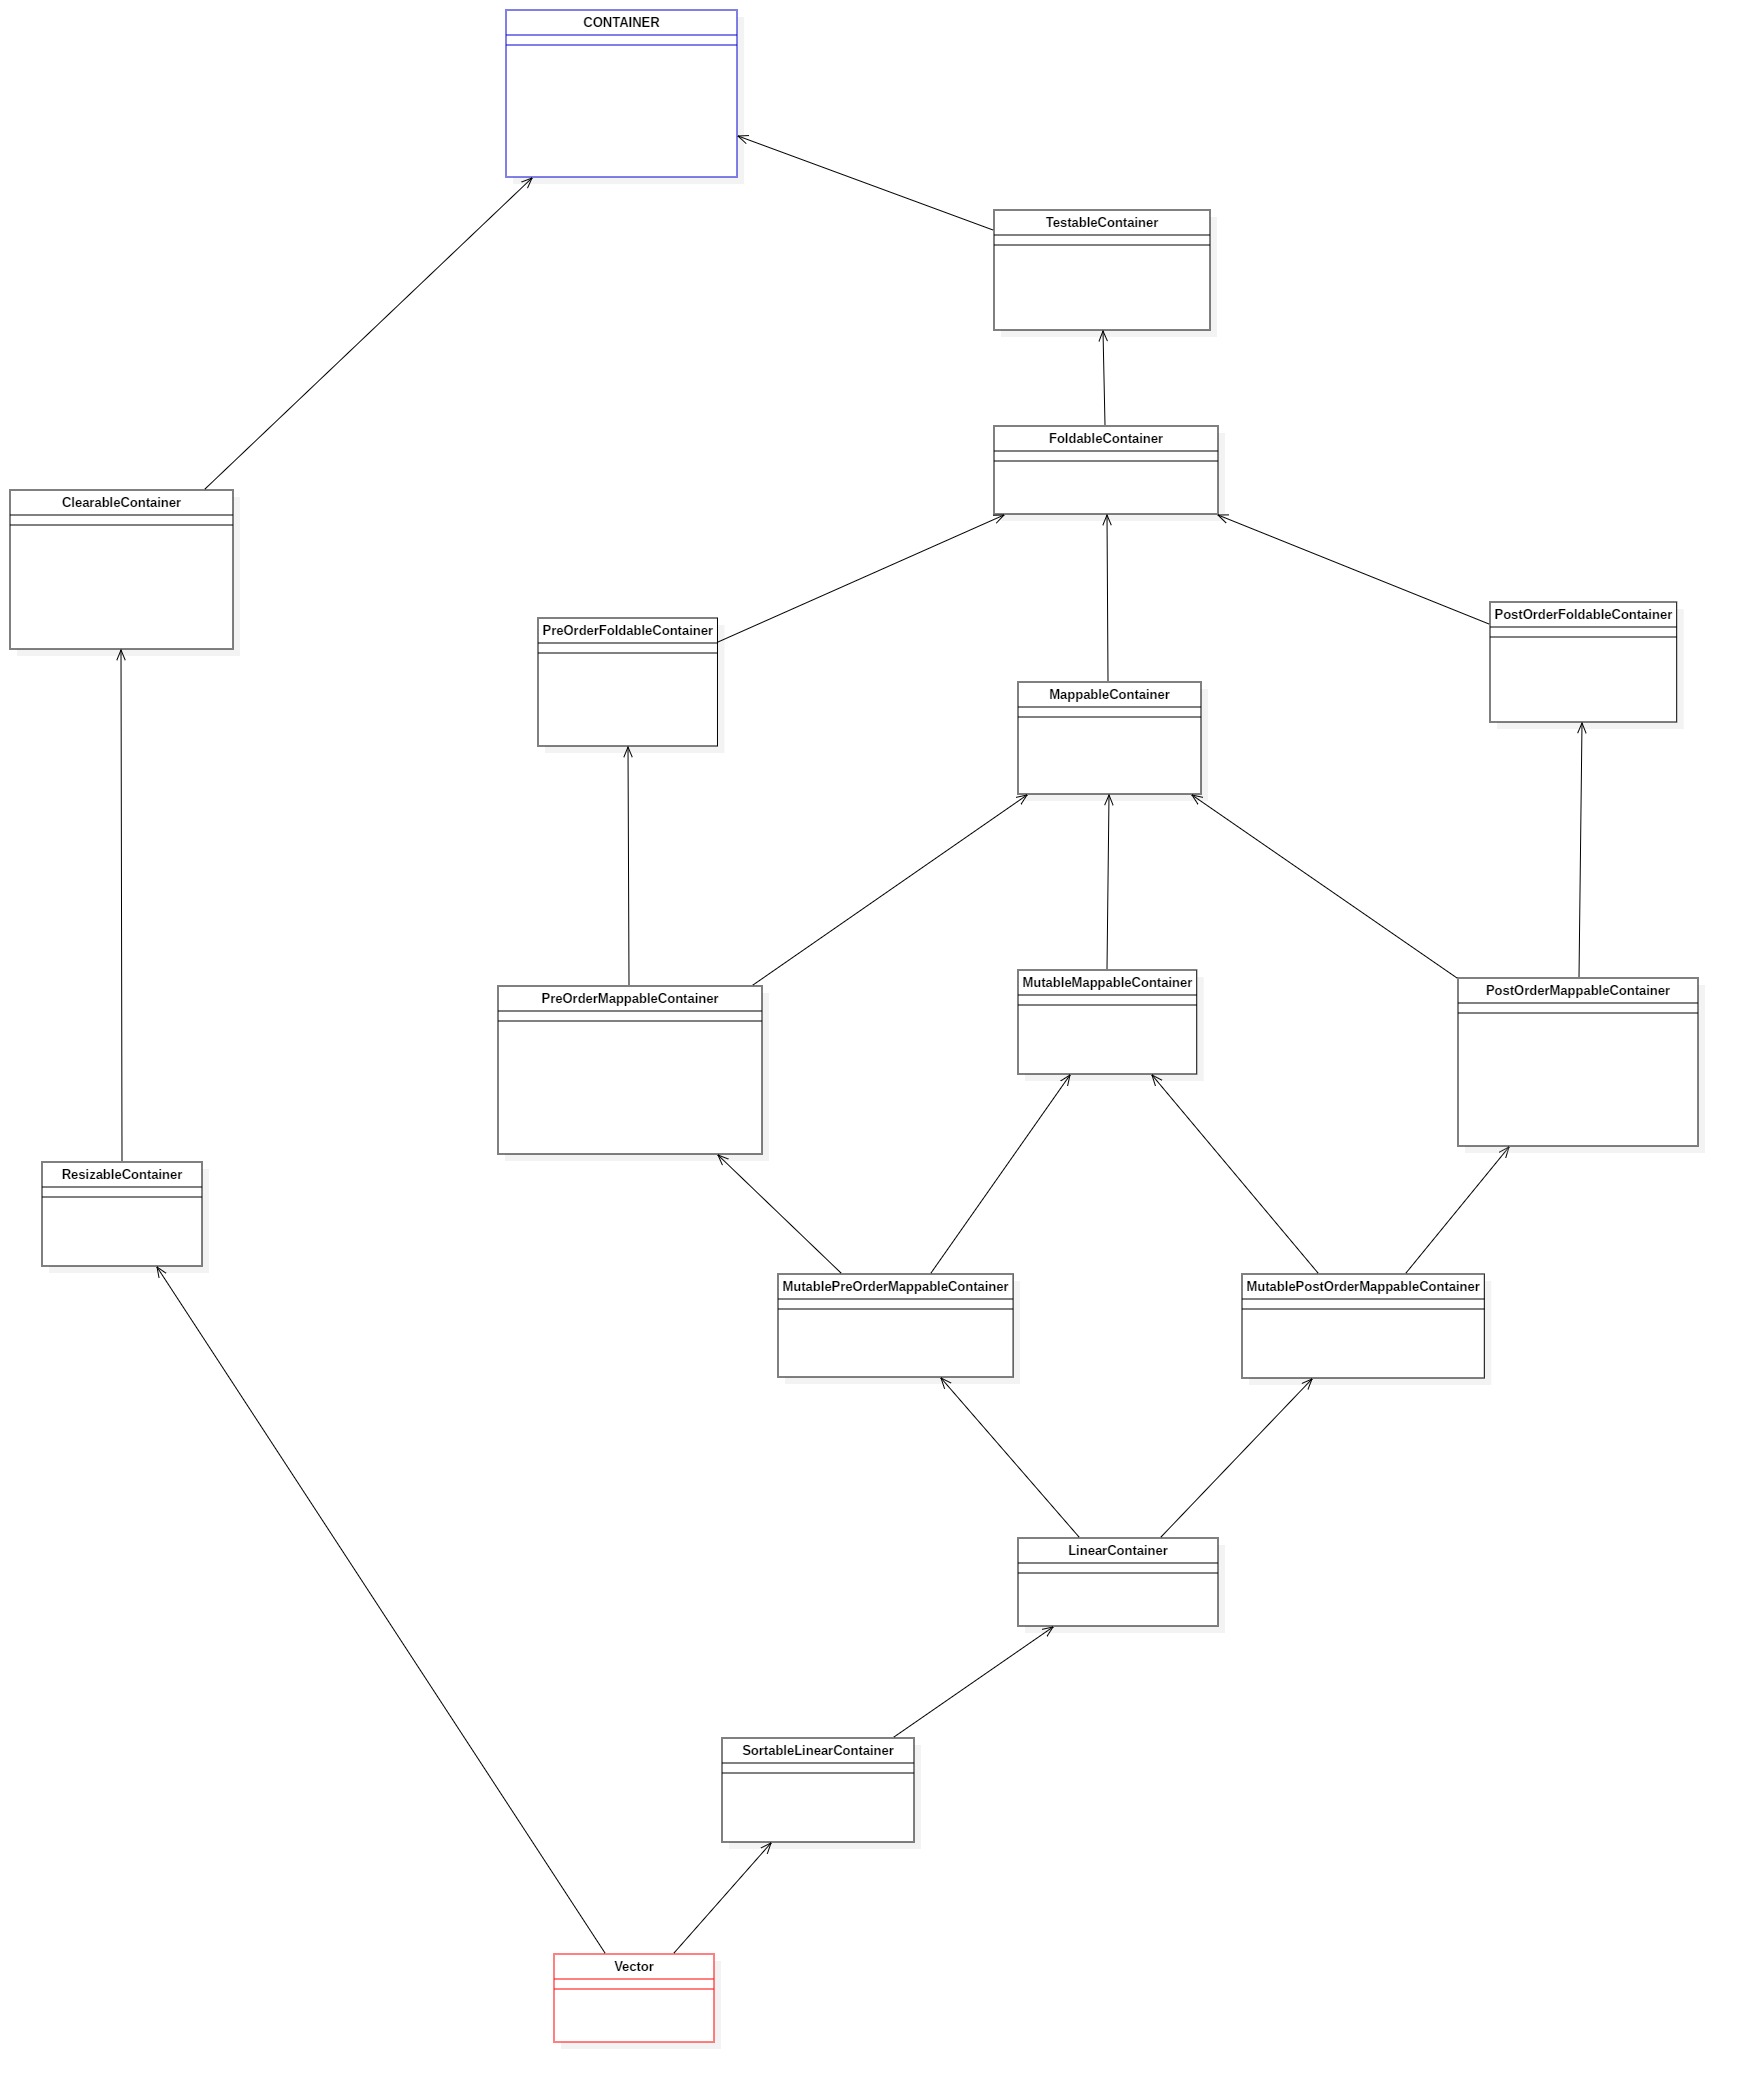 CONTAINER
TestableContainer
FoldableContainer
ClearableContainer
PreOrderFoldableContainer
PostOrderFoldableContainer
MappableContainer
PreOrderMappableContainer
MutableMappableContainer
PostOrderMappableContainer
ResizableContainer
MutablePreOrderMappableContainer
MutablePostOrderMappableContainer
LinearContainer
SortableLinearContainer
Vector